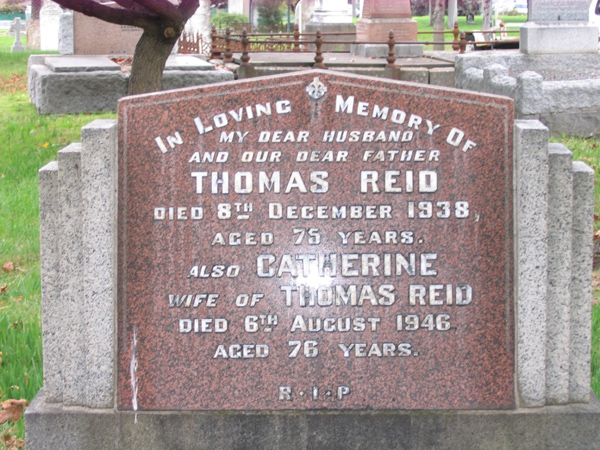 In Loving Memory Of
MY DEAR HUSBAND
AND OUR DEAR FATHER
THOMAS REID
DIED 8TH DECEMBER 1938,
AGED 75 YEARS.
ALSO CATHERINE
WIFE OF THOMAS REID
DIED 6TH AUGUST 1946
AGED 76 YEARS.
R·I·P